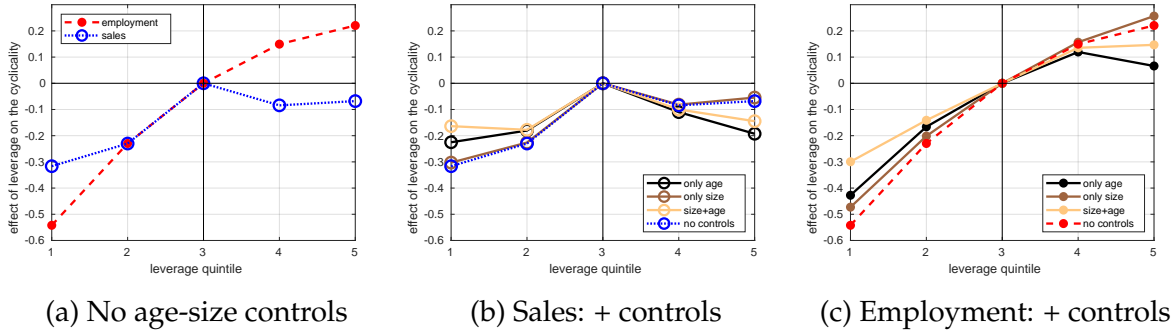 effect of leverage on the cyclicality
0.2
0.1
0
-0.1
-0.2
-0.3
-0.4
-0.5
-0.6
employment
sales
1 2 3 4 5
leverage quintile
(a) No age-size controls
effect of leverage on the cyclicality
0.2
0.1
0
-0.1
-0.2
-0.3
-0.4
-0.5
-0.6
only age
only size
size+age
no controls
1 2 3 4 5
leverage quintile
(b) Sales: + controls
effect of leverage on the cyclicality
0.2
0.1
0
-0.1
-0.2
-0.3
-0.4
-0.5
-0.6
only age
only size
size+age
no controls
1 2 3 4 5
leverage quintile
(c) Employment: + controls